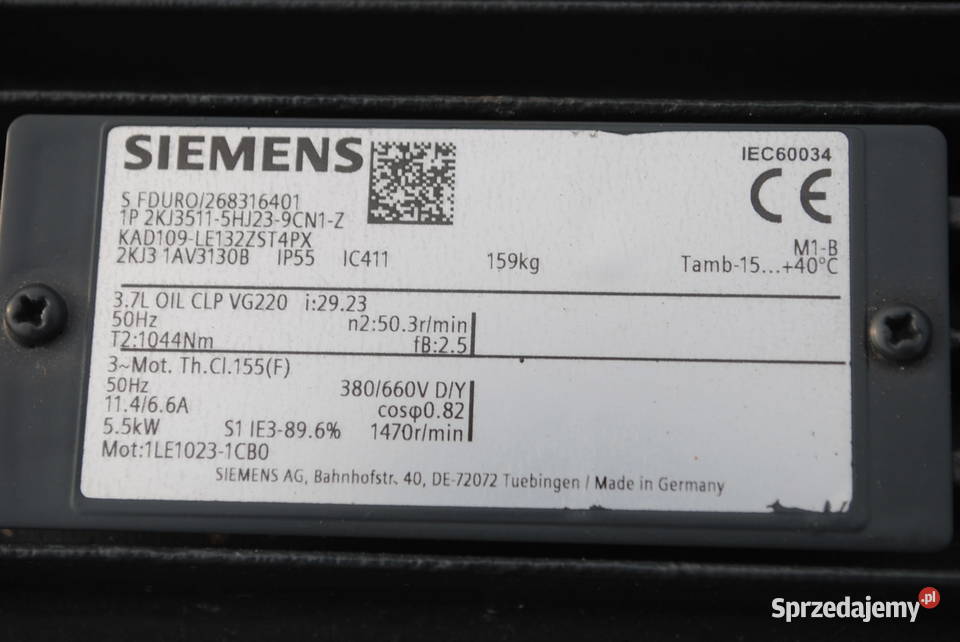 SIEMENS
IEC60034
CE
S FDURO/268316401
1P 2KJ3511-5HJ23-9CN1-Z
KAD109-LE132ZST4PX
M1-B
2KJ3 1AV3130B IP55 IC411 159kg Tamb-15...+40°C
3.7L OIL CLP VG220 i:29.23
50Hz n2:50.3r/min
T2:1044Nm fB:2.5
3~Mot. Th.Cl.155(F)
50Hz 380/660V D/Y
11.4/6.6A cosφ0.82
5.5kW S1 IE3-89.6% 1470r/min
Mot:1LE1023-1CB0
SIEMENS AG, Bahnhofstr. 40, DE-72072 Tuebingen / Made in Germany
Sprzedajemy.pl